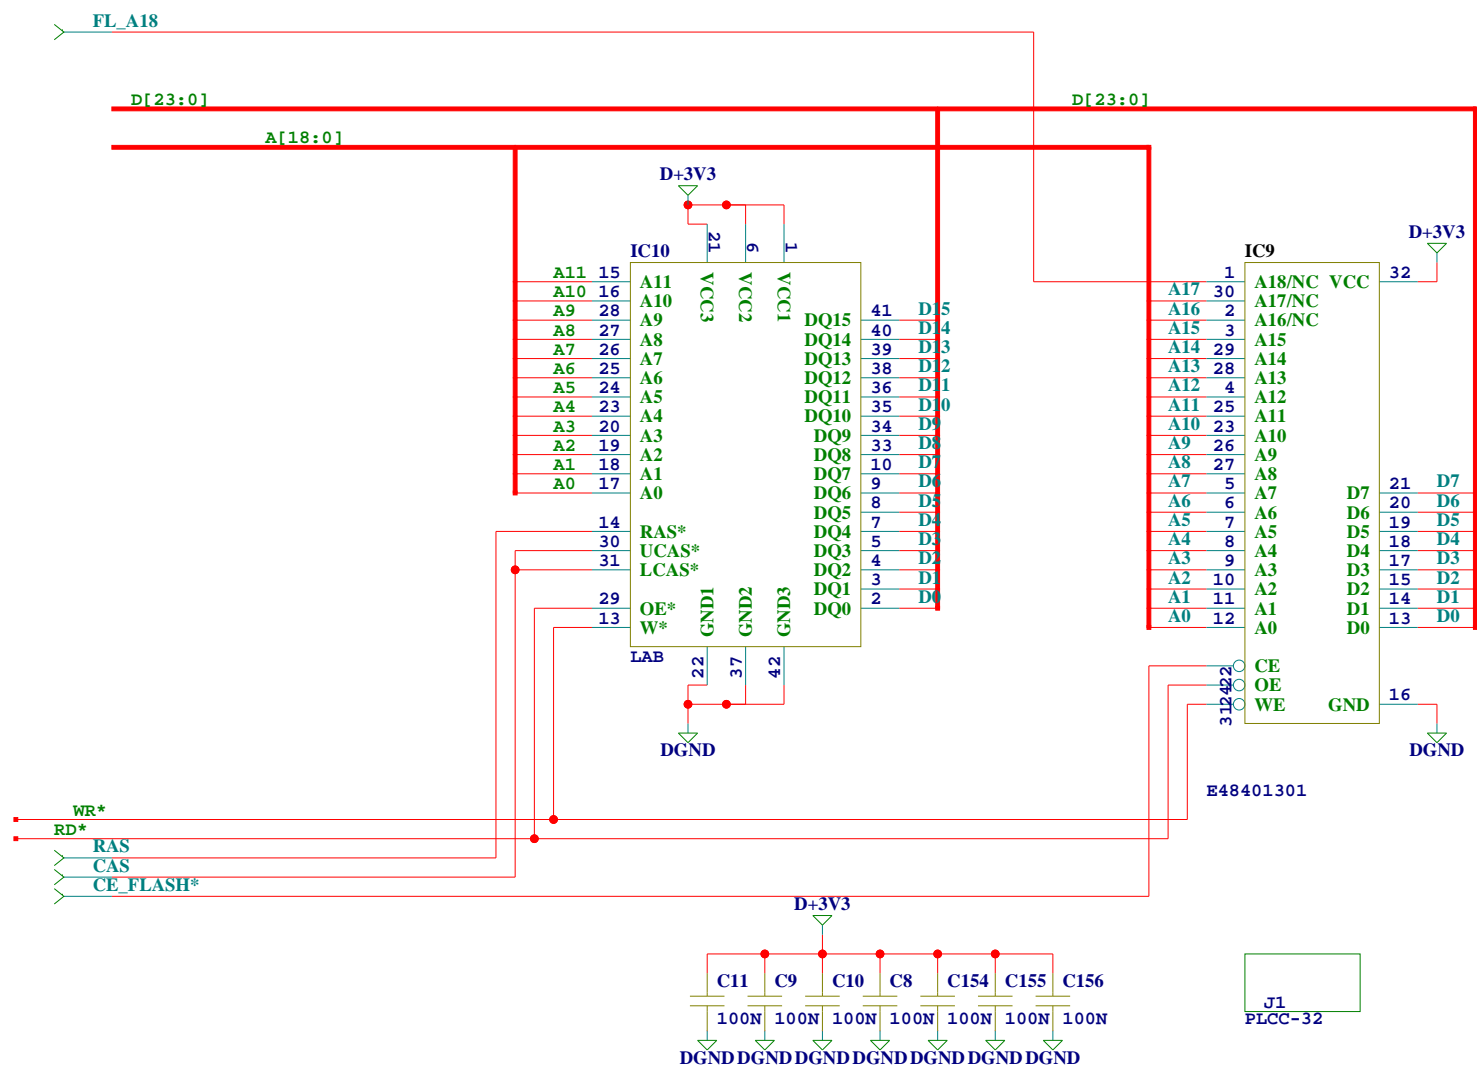 FL_A18
D[23:0] D[23:0]
A[18:0]
D+3V3
D+3V3
IC10 IC9
21 6 1
VCC3 VCC2 VCC1
A11 15 A11
A10 16 A10
A9 28 A9
A8 27 A8
A7 26 A7
A6 25 A6
A5 24 A5
A4 23 A4
A3 20 A3
A2 19 A2
A1 18 A1
A0 17 A0
14 RAS*
30 UCAS*
31 LCAS*
29 OE*
13 W*
DQ15 41 D15
DQ14 40 D14
DQ13 39 D13
DQ12 38 D12
DQ11 36 D11
DQ10 35 D10
DQ9 34 D9
DQ8 33 D8
DQ7 10 D7
DQ6 9 D6
DQ5 8 D5
DQ4 7 D4
DQ3 5 D3
DQ2 4 D2
DQ1 3 D1
DQ0 2 D0
GND1 GND2 GND3
22 37 42
LAB
DGND
1 A18/NC VCC 32
A17 30 A17/NC
A16 2 A16/NC
A15 3 A15
A14 29 A14
A13 28 A13
A12 4 A12
A11 25 A11
A10 23 A10
A9 26 A9
A8 27 A8
A7 5 A7
A6 6 A6
A5 7 A5
A4 8 A4
A3 9 A3
A2 10 A2
A1 11 A1
A0 12 A0
D7 21 D7
D6 20 D6
D5 19 D5
D4 18 D4
D3 17 D3
D2 15 D2
D1 14 D1
D0 13 D0
22 CE
24 OE
31 WE GND 16
DGND
E48401301
WR*
RD*
RAS
CAS
CE_FLASH*
D+3V3
C11 C9 C10 C8 C154 C155 C156
100N 100N 100N 100N 100N 100N 100N
DGND DGND DGND DGND DGND DGND DGND
J1
PLCC-32